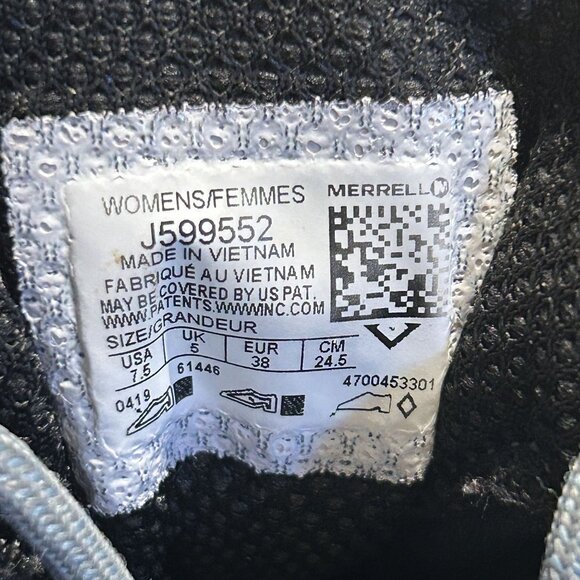 WOMENS/FEMMES
MERRELL
J599552
MADE IN VIETNAM
FABRIQUÉ AU VIETNAM
MAY BE COVERED BY US PAT.
WWW.PATENTS.WWWINC.COM
SIZE/GRANDEUR
USA UK EUR CM
7.5 5 38 24.5
0419 61446 4700453301